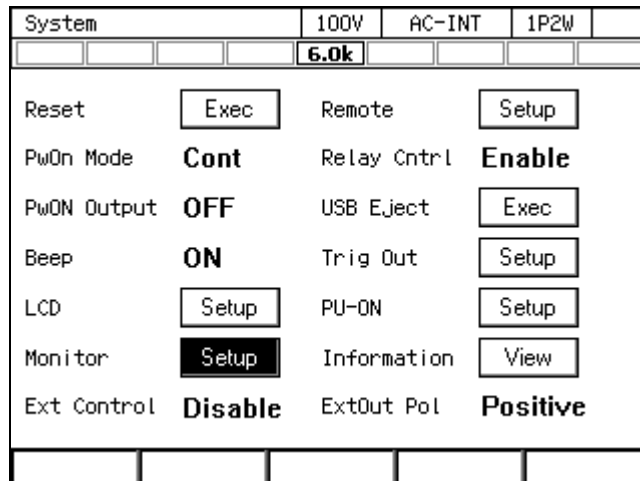 System 100V AC-INT 1P2W
6.0k
Reset Exec Remote Setup
PwOn Mode Cont Relay Cntrl Enable
PwON Output OFF USB Eject Exec
Beep ON Trig Out Setup
LCD Setup PU-ON Setup
Monitor Setup Information View
Ext Control Disable ExtOut Pol Positive